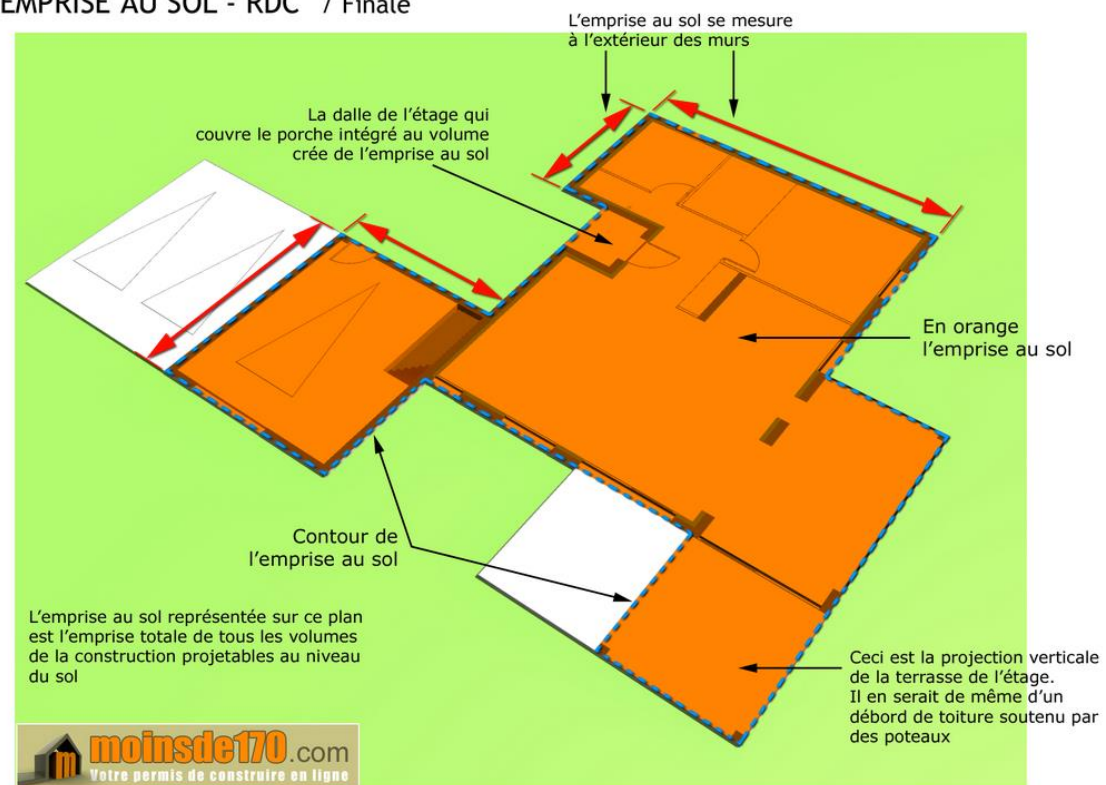 EMPRISE AU SOL - RDC / Finale
L'emprise au sol se mesure
à l'extérieur des murs
La dalle de l'étage qui
couvre le porche intégré au volume
crée de l'emprise au sol
En orange
l'emprise au sol
Contour de
l'emprise au sol
L'emprise au sol représentée sur ce plan
est l'emprise totale de tous les volumes
de la construction projetables au niveau
du sol
Ceci est la projection verticale
de la terrasse de l'étage.
Il en serait de même d'un
débord de toiture soutenu par
des poteaux
m moinsde170.com
Votre permis de construire en ligne